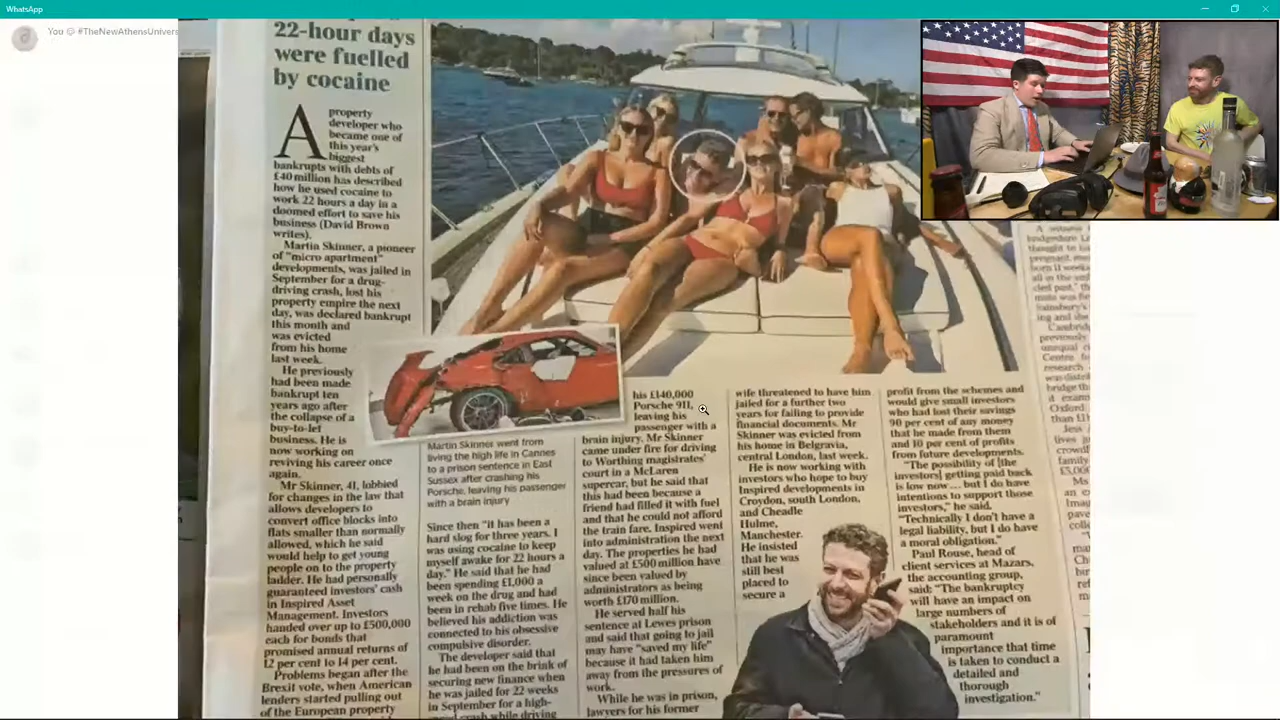 WhatsApp
You @ #TheNewAthensUnivers
22-hour days
were fuelled
by cocaine
A property
developer who
became one of
this year's
biggest
bankrupts with debts of
£40 million has described
how he used cocaine to
work 22 hours a day in a
doomed effort to save his
business (David Brown
writes).
Martin Skinner, a pioneer
of "micro apartment"
developments, was jailed in
September for a drug-
driving crash, lost his
property empire the next
day, was declared bankrupt
this month and
was evicted
from his home
last week.
He previously
had been made
bankrupt ten
years ago after
the collapse of a
buy-to-let
business. He is
now working on
reviving his career once
again.
Mr Skinner, 41, lobbied
for changes in the law that
allows developers to
convert office blocks into
flats smaller than normally
allowed, which he said
would help to get young
people on to the property
ladder. He had personally
guaranteed investors' cash
in Inspired Asset
Management. Investors
handed over up to £500,000
each for bonds that
promised annual returns of
12 per cent to 14 per cent.
Problems began after the
Brexit vote, when American
lenders started pulling out
of the European property
Martin Skinner went from
living the high life in Cannes
to a prison sentence in East
Sussex after crashing his
Porsche, leaving his passenger
with a brain injury
Since then "it has been a
hard slog for three years. I
was using cocaine to keep
myself awake for 22 hours a
day." He said that he had
been spending £1,000 a
week on the drug and had
been in rehab five times. He
believed his addiction was
connected to his obsessive
compulsive disorder.
The developer said that
he had been on the brink of
securing new finance when
he was jailed for 22 weeks
in September for a high-
speed crash while driving
his £140,000
Porsche 911,
leaving his
passenger with a
brain injury. Mr Skinner
came under fire for driving
to Worthing magistrates'
court in a McLaren
supercar, but he said that
this had been because a
friend had filled it with fuel
and that he could not afford
the train fare. Inspired went
into administration the next
day. The properties he had
valued at £500 million have
since been valued by
administrators as being
worth £170 million.
He served half his
sentence at Lewes prison
and said that going to jail
may have "saved my life"
because it had taken him
away from the pressures of
work.
While he was in prison,
lawyers for his former
wife threatened to have him
jailed for a further two
years for failing to provide
financial documents. Mr
Skinner was evicted from
his home in Belgravia,
central London, last week.
He is now working with
investors who hope to buy
Inspired developments in
Croydon, south London,
and Cheadle
Hulme,
Manchester.
He insisted
that he was
still best
placed to
secure a
profit from the schemes and
would give small investors
who had lost their savings
90 per cent of any money
that he made from them
and 10 per cent of profits
from future developments.
"The possibility of [the
investors] getting paid back
is low now... but I do have
intentions to support those
investors," he said.
"Technically I don't have a
legal liability, but I do have
a moral obligation."
Paul Rouse, head of
client services at Mazars,
the accounting group,
said: "The bankruptcy
will have an impact on
large numbers of
stakeholders and it is of
paramount
importance that time
is taken to conduct a
detailed and
thorough
investigation."